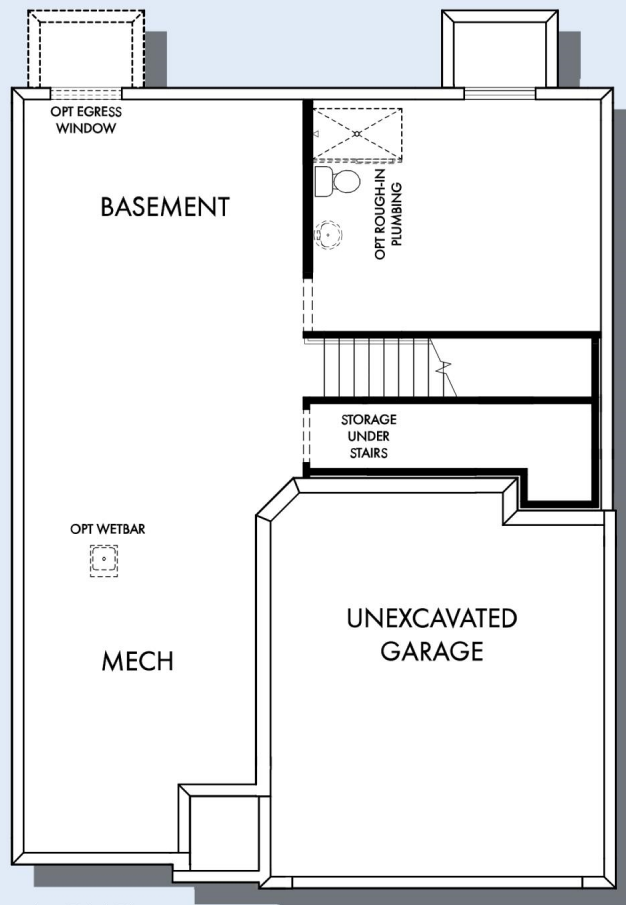 OPT EGRESS
WINDOW
BASEMENT
OPT ROUGH-IN
PLUMBING
STORAGE
UNDER
STAIRS
OPT WETBAR
MECH
UNEXCAVATED
GARAGE